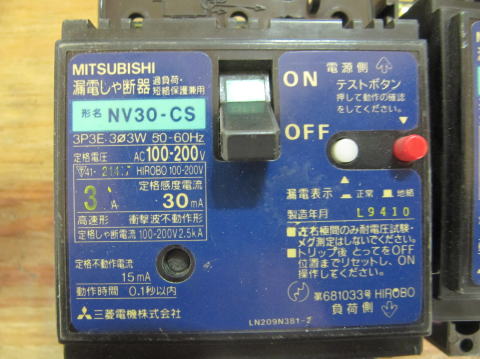 MITSUBISHI
漏電しゃ断器 過負荷・短絡保護兼用
形名 NV30-CS
3P3E·3ø3W 50-60Hz
定格電圧 AC100-200V
HIROBO 100-200V
定格感度電流
3 A 30mA
高速形 衝撃波不動作形
定格しゃ断電流 100-200V 2.5kA
定格不動作電流
15mA
動作時間 0.1秒以内
三菱電機株式会社
電源側
ON
テストボタン
押して動作の確認
をしてください。
OFF
漏電表示 正常 地絡
製造年月 L9410
■近名極間のみ耐電圧試験・
メグ測定はしないでください。
■トリップ後 とってをOFF
位置までリセットし、ON
操作してください。
第681033号 HIROBO
負荷側
LN209N381-2